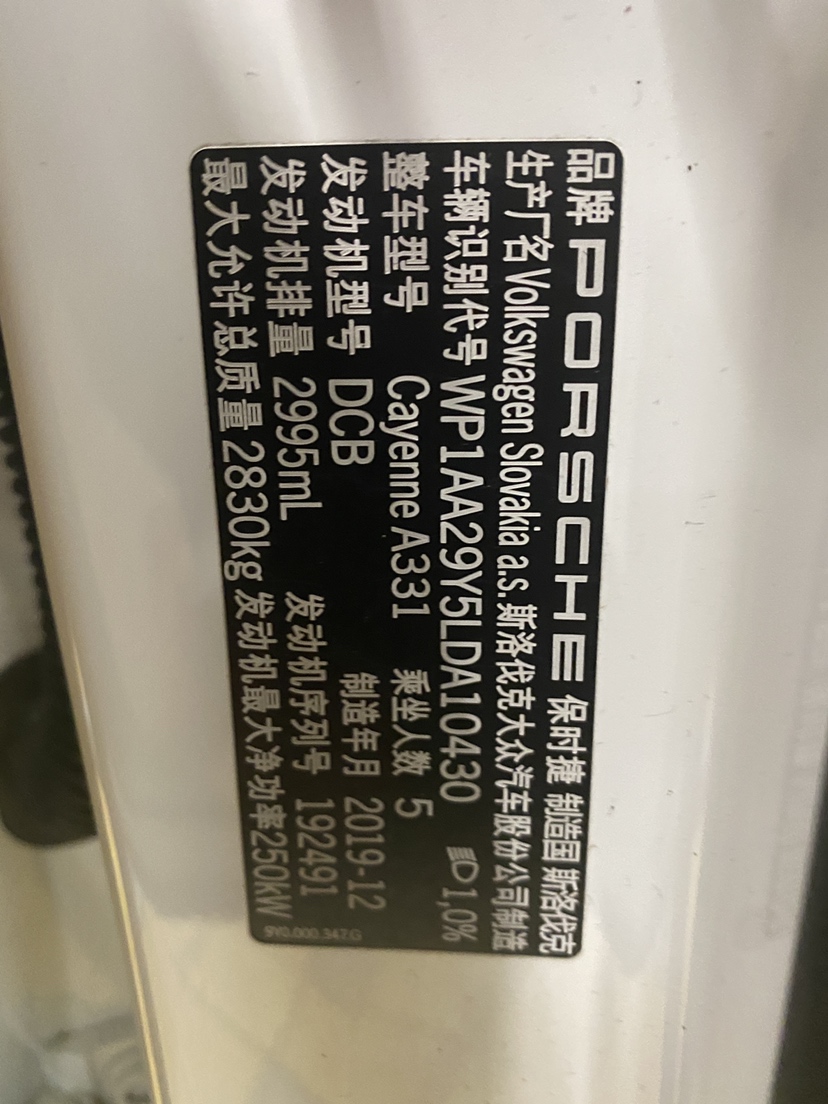 品牌 PORSCHE 保时捷 制造国 斯洛伐克
生产厂名 Volkswagen Slovakia a.s. 斯洛伐克大众汽车股份公司制造
车辆识别代号 WP1AA29Y5LDA10430 1,0%
整车型号 Cayenne A331 乘坐人数 5
发动机型号 DCB 制造年月 2019-12
发动机排量 2995mL 发动机序列号 192491
最大允许总质量 2830kg 发动机最大净功率250kW
9Y0.000.347.G